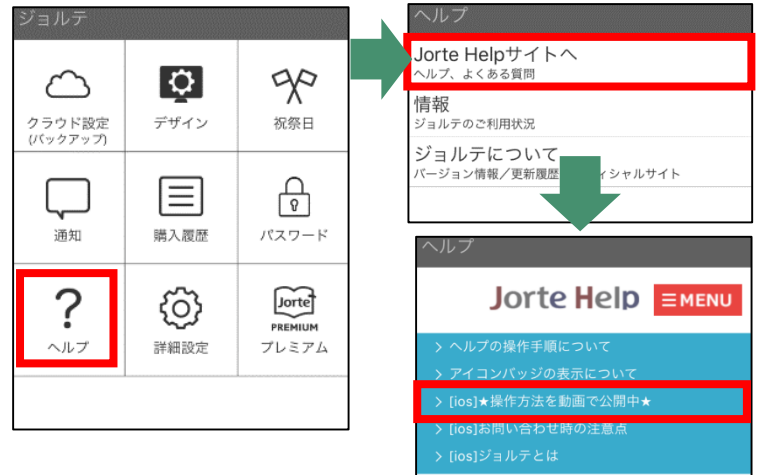 ジョルテ
クラウド設定
(バックアップ)
デザイン
祝祭日
通知
購入履歴
パスワード
ヘルプ
詳細設定
Jorte
PREMIUM
プレミアム
ヘルプ
Jorte Helpサイトへ
ヘルプ、よくある質問
情報
ジョルテのご利用状況
ジョルテについて
バージョン情報／更新履歴 ィシャルサイト
ヘルプ
Jorte Help
MENU
> ヘルプの操作手順について
> アイコンバッジの表示について
> [ios]★操作方法を動画で公開中★
> [ios]お問い合わせ時の注意点
> [ios]ジョルテとは